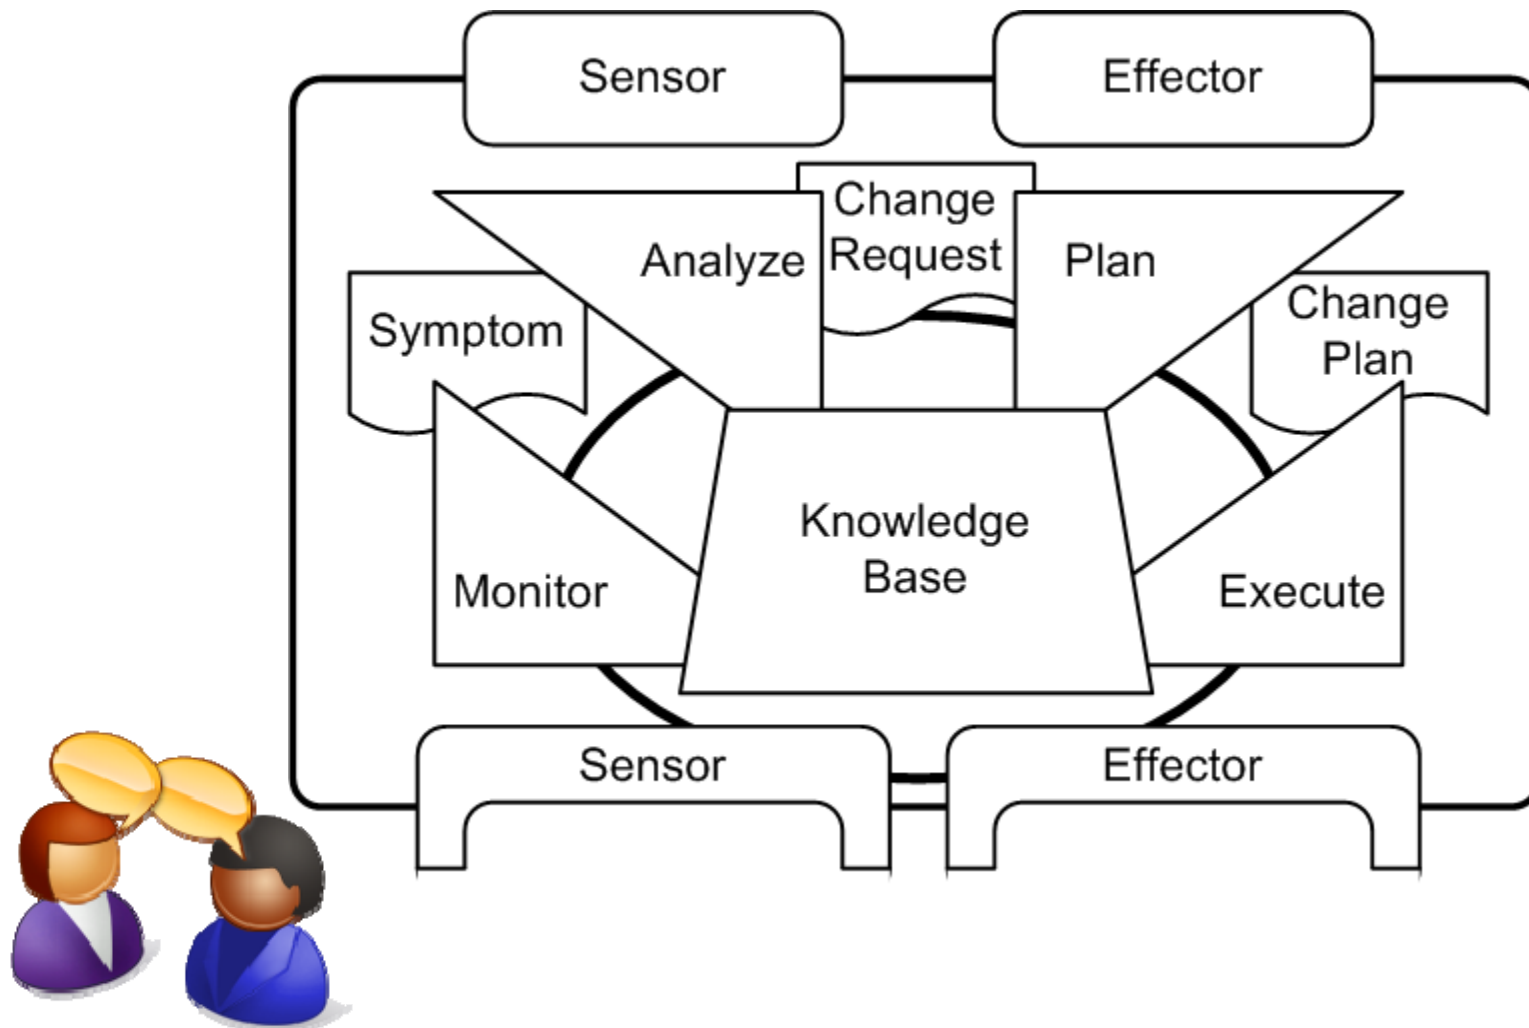 Sensor
Effector
Change
Request
Analyze
Plan
Symptom
Change
Plan
Knowledge
Base
Monitor
Execute
Sensor
Effector